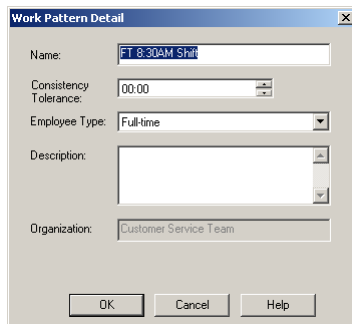 Work Pattern Detail
Name: FT 8:30AM Shift
Consistency
Tolerance: 00:00
Employee Type: Full-time
Description:
Organization: Customer Service Team
OK Cancel Help